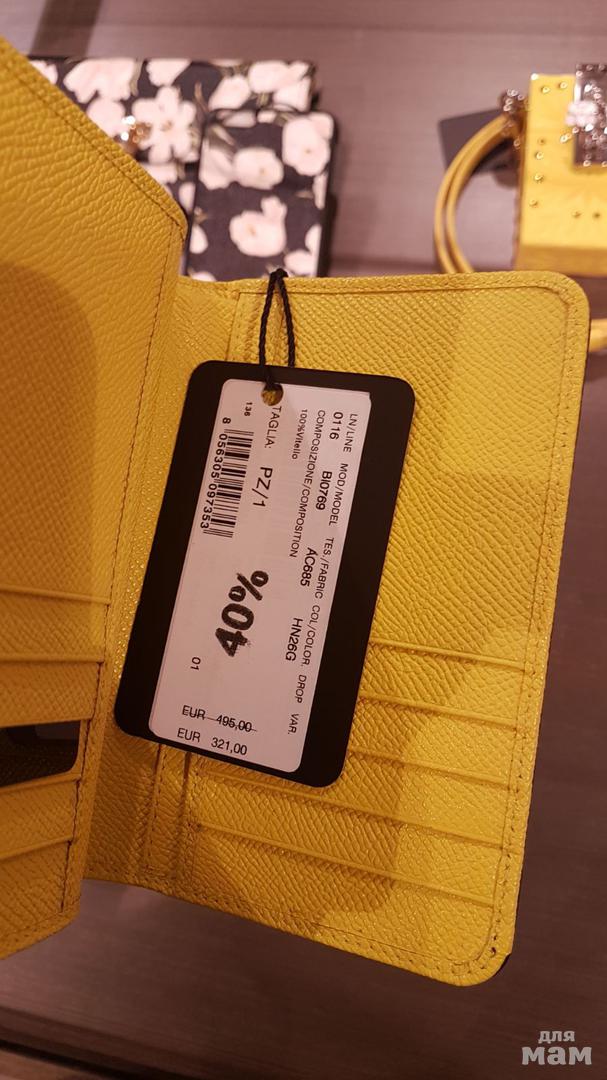 LN/LINE MOD/MODEL TES./FABRIC COL/COLOR. DROP VAR.
0116 BI0769 AC685 HN26G
COMPOSIZIONE/COMPOSITION
100%Vitello
TAGLIA: PZ/1
136
8 056305 097353
40%
01
EUR 495,00
EUR 321,00
для
мам